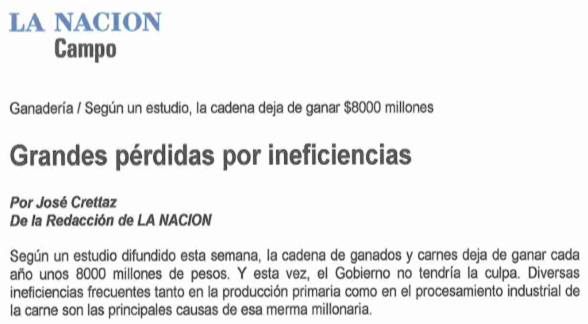 LA NACION
Campo
Ganadería / Según un estudio, la cadena deja de ganar $8000 millones
Grandes pérdidas por ineficiencias
Por José Crettaz
De la Redacción de LA NACION
Según un estudio difundido esta semana, la cadena de ganados y carnes deja de ganar cada
año unos 8000 millones de pesos. Y esta vez, el Gobierno no tendría la culpa. Diversas
ineficiencias frecuentes tanto en la producción primaria como en el procesamiento industrial de
la carne son las principales causas de esa merma millonaria.